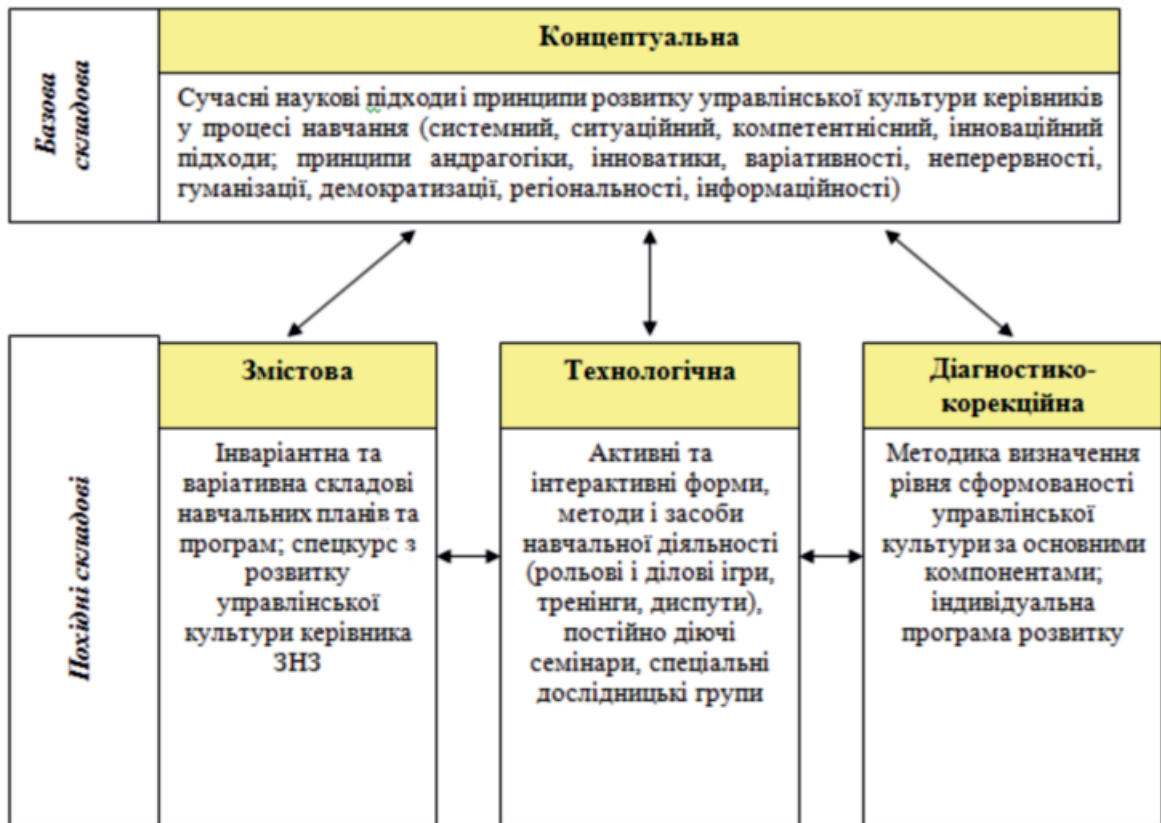 Базова
складова
Концептуальна
Сучасні наукові підходи і принципи розвитку управлінської культури керівників
у процесі навчання (системний, ситуаційний, компетентнісний, інноваційний
підходи; принципи андрагогіки, інноватики, варіативності, неперервності,
гуманізації, демократизації, регіональності, інформаційності)
Похідні складові
Змістова
Інваріантна та
варіативна складові
навчальних планів та
програм; спецкурс з
розвитку
управлінської
культури керівника
ЗНЗ
Технологічна
Активні та
інтерактивні форми,
методи і засоби
навчальної діяльності
(рольові і ділові ігри,
тренінги, диспути),
постійно діючі
семінари, спеціальні
дослідницькі групи
Діагностико-
корекційна
Методика визначення
рівня сформованості
управлінської
культури за основними
компонентами;
індивідуальна
програма розвитку